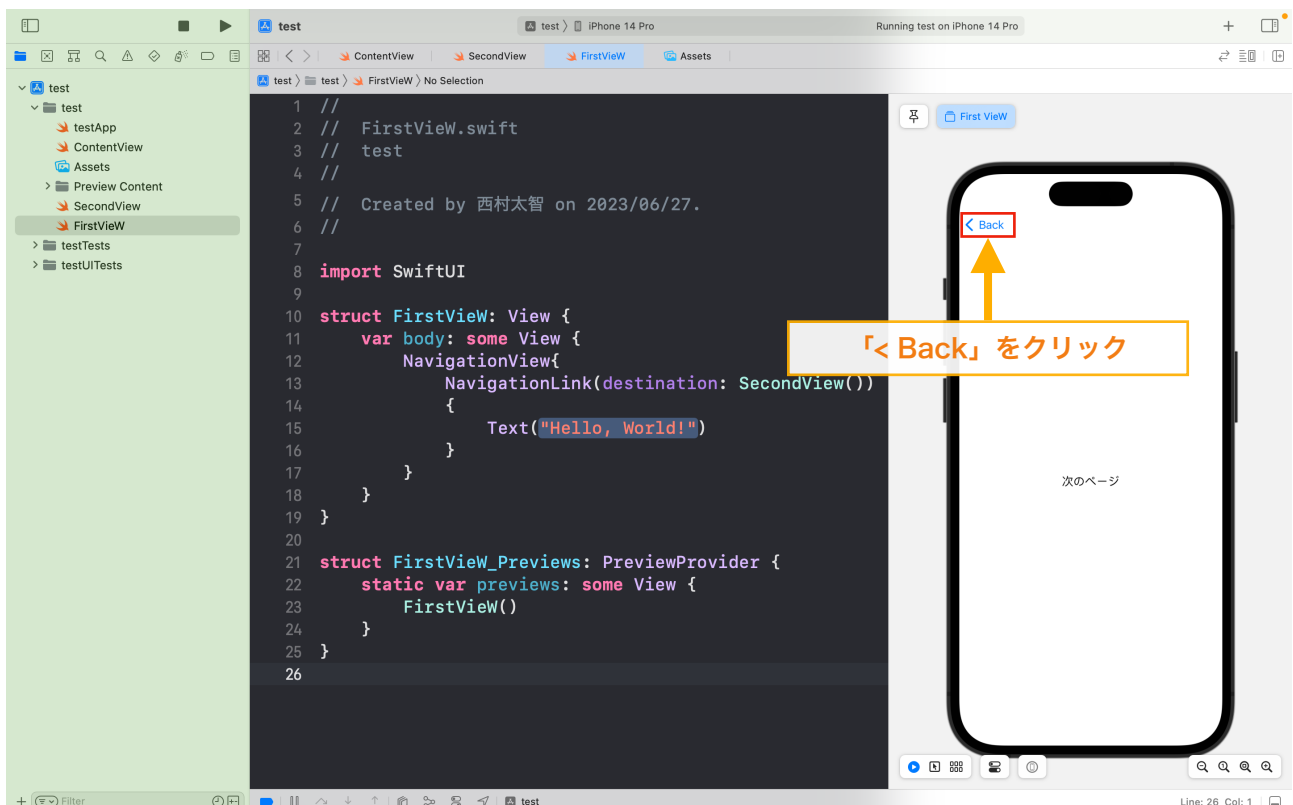 test
test 〉 iPhone 14 Pro
Running test on iPhone 14 Pro
ContentView
SecondView
FirstVieW
Assets
test 〉 test 〉 FirstVieW 〉 No Selection
test
test
testApp
ContentView
Assets
Preview Content
SecondView
FirstVieW
testTests
testUITests
Filter
1 //
2 //  FirstVieW.swift
3 //  test
4 //
5 //  Created by 西村太智 on 2023/06/27.
6 //
7
8 import SwiftUI
9
10 struct FirstVieW: View {
11     var body: some View {
12         NavigationView{
13             NavigationLink(destination: SecondView())
14             {
15                 Text("Hello, World!")
16             }
17         }
18     }
19 }
20
21 struct FirstVieW_Previews: PreviewProvider {
22     static var previews: some View {
23         FirstVieW()
24     }
25 }
26
First VieW
< Back
「< Back」をクリック
次のページ
test
Line: 26 Col: 1